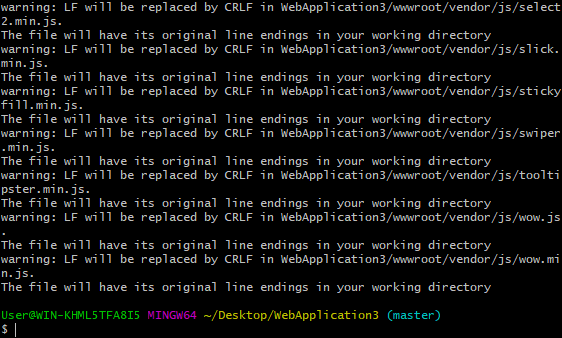 warning: LF will be replaced by CRLF in WebApplication3/wwwroot/vendor/js/select
2.min.js.
The file will have its original line endings in your working directory
warning: LF will be replaced by CRLF in WebApplication3/wwwroot/vendor/js/slick.
min.js.
The file will have its original line endings in your working directory
warning: LF will be replaced by CRLF in WebApplication3/wwwroot/vendor/js/sticky
fill.min.js.
The file will have its original line endings in your working directory
warning: LF will be replaced by CRLF in WebApplication3/wwwroot/vendor/js/swiper
.min.js.
The file will have its original line endings in your working directory
warning: LF will be replaced by CRLF in WebApplication3/wwwroot/vendor/js/toolti
pster.min.js.
The file will have its original line endings in your working directory
warning: LF will be replaced by CRLF in WebApplication3/wwwroot/vendor/js/wow.js
.
The file will have its original line endings in your working directory
warning: LF will be replaced by CRLF in WebApplication3/wwwroot/vendor/js/wow.mi
n.js.
The file will have its original line endings in your working directory
User@WIN-KHML5TFA8I5 MINGW64 ~/Desktop/WebApplication3 (master)
$